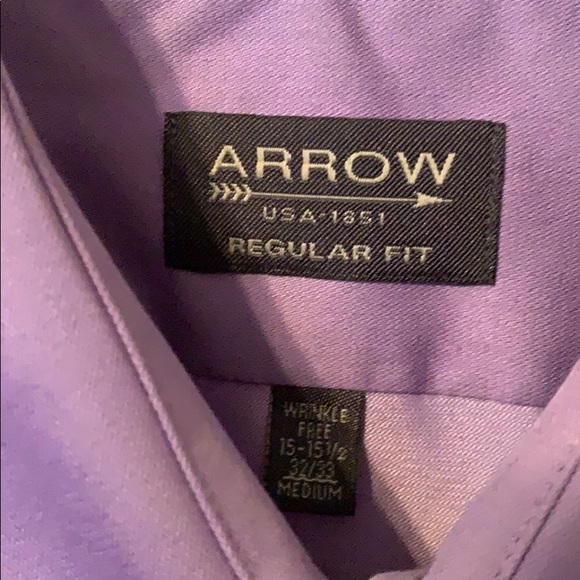 ARROW
USA·1851
REGULAR FIT
WRINKLE
FREE
15-15½
32/33
MEDIUM